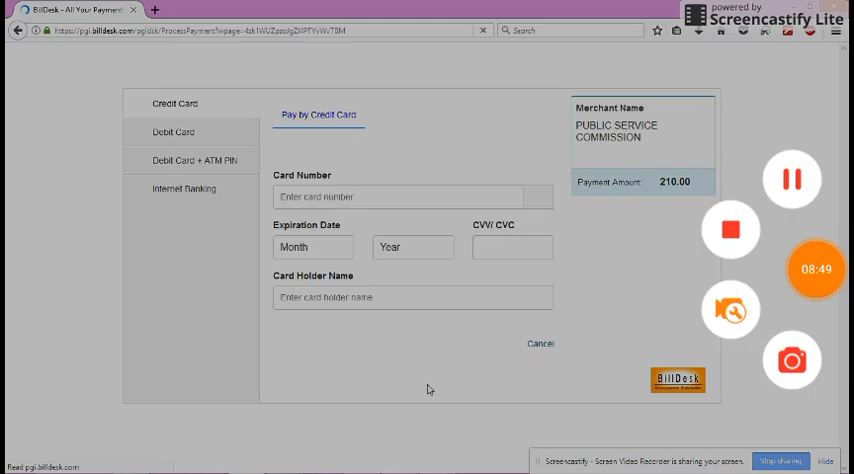 BillDesk - All Your Payment
powered by
Screencastify Lite
https://pgi.billdesk.com/pgidsk/ProcessPayment?wpage=4zk1WUZpzoJgZl4PFYvVT0M
Search
Credit Card
Debit Card
Debit Card + ATM PIN
Internet Banking
Pay by Credit Card
Card Number
Enter card number
Expiration Date
CVV/ CVC
Month
Year
Card Holder Name
Enter card holder name
Cancel
Merchant Name
PUBLIC SERVICE
COMMISSION
Payment Amount: 210.00
08:49
BillDesk
Read pgi.billdesk.com
Screencastify - Screen Video Recorder is sharing your screen.
Stop sharing
Hide